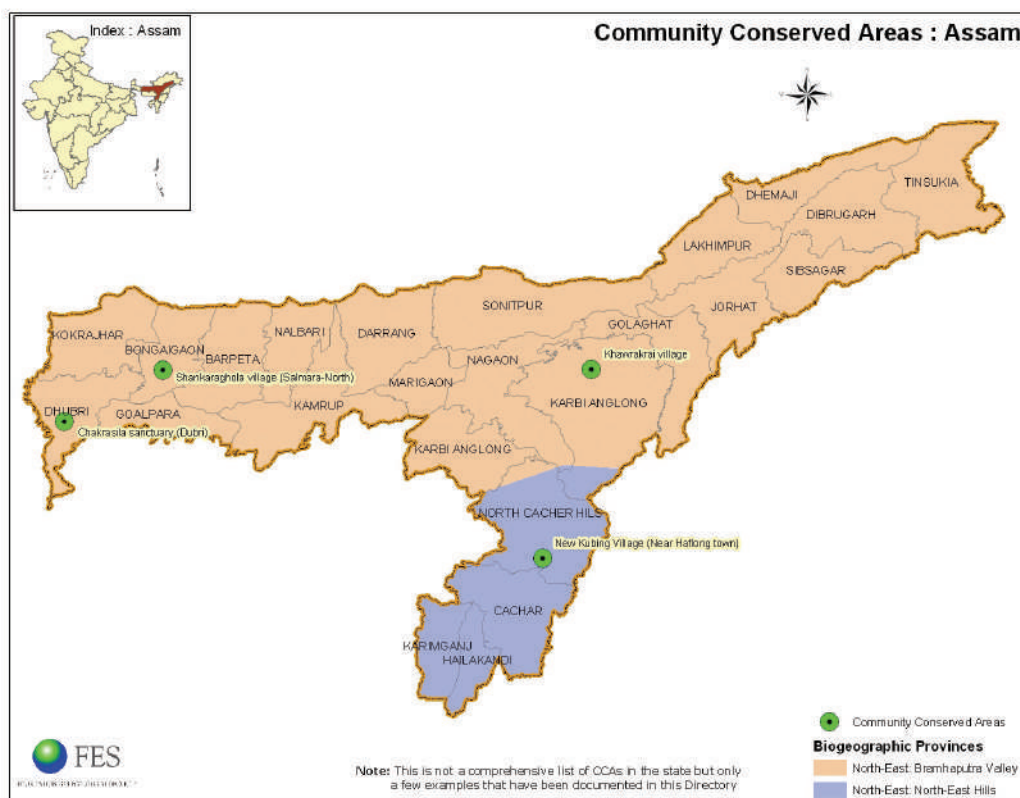 Index : Assam
Community Conserved Areas : Assam
TINSUKIA
DHEMAJI
DIBRUGARH
LAKHIMPUR
SIBSAGAR
JORHAT
SONITPUR
GOLAGHAT
KOKRAJHAR
NALBARI
DARRANG
BONGAIGAON
BARPETA
NAGAON
Khawrakrai village
Shankaraghola village (Salmara-North)
MARIGAON
KAMRUP
KARBI ANGLONG
DHUBRI
GOALPARA
Chakrasila sanctuary (Dubri)
KARBI ANGLONG
NORTH CACHER HILS
New Kubing Village (Near Haflong town)
CACHAR
KARIMGANJ
HAILAKANDI
Community Conserved Areas
Biogeographic Provinces
North-East: Bramhaputra Valley
North-East: North-East Hills
FES
Note: This is not a comprehensive list of CCAs in the state but only
a few examples that have been documented in this Directory